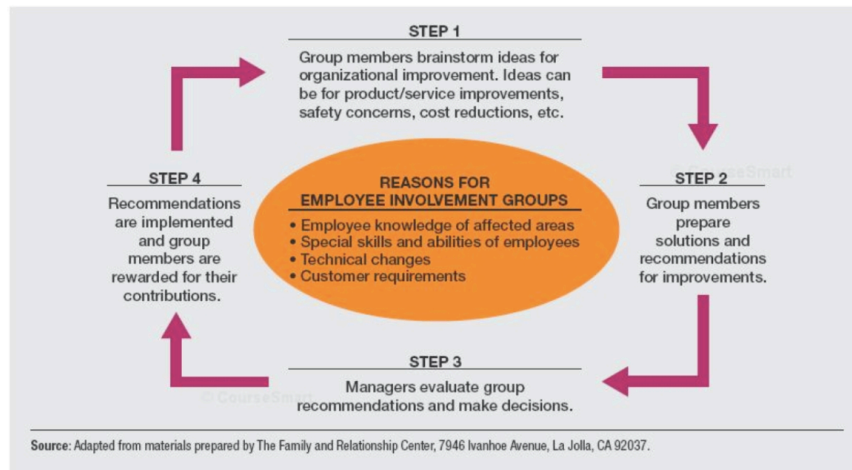 STEP 1
Group members brainstorm ideas for
organizational improvement. Ideas can
be for product/service improvements,
safety concerns, cost reductions, etc.
© CourseSmart
STEP 4
Recommendations
are implemented
and group
members are
rewarded for their
contributions.
REASONS FOR
EMPLOYEE INVOLVEMENT GROUPS
• Employee knowledge of affected areas
• Special skills and abilities of employees
• Technical changes
• Customer requirements
STEP 2
Group members
prepare
solutions and
recommendations
for improvements.
STEP 3
Managers evaluate group
recommendations and make decisions.
© CourseSmart
Source: Adapted from materials prepared by The Family and Relationship Center, 7946 Ivanhoe Avenue, La Jolla, CA 92037.